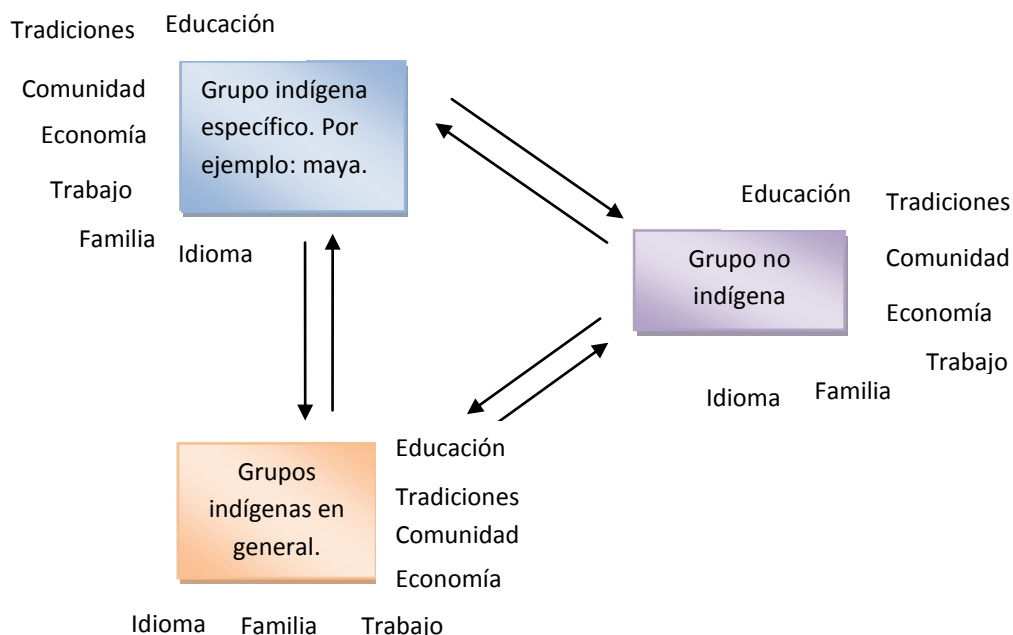 Tradiciones
Educación
Comunidad
Economía
Trabajo
Familia
Idioma
Grupo indígena
específico. Por
ejemplo: maya.
Educación
Tradiciones
Comunidad
Economía
Trabajo
Familia
Idioma
Grupo no
indígena
Grupos
indígenas en
general.
Educación
Tradiciones
Comunidad
Economía
Idioma
Familia
Trabajo